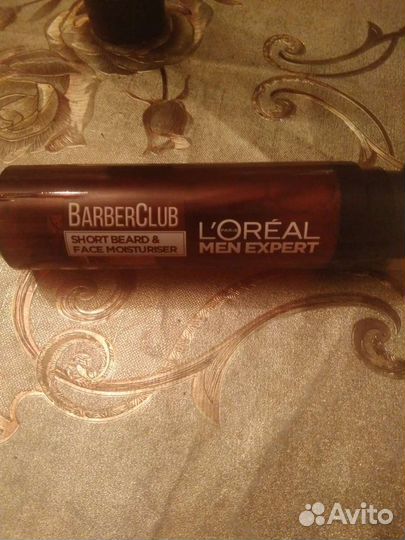 BARBERCLUB
SHORT BEARD &
FACE MOISTURISER
L'ORÉAL
PARIS
MEN EXPERT
Avito